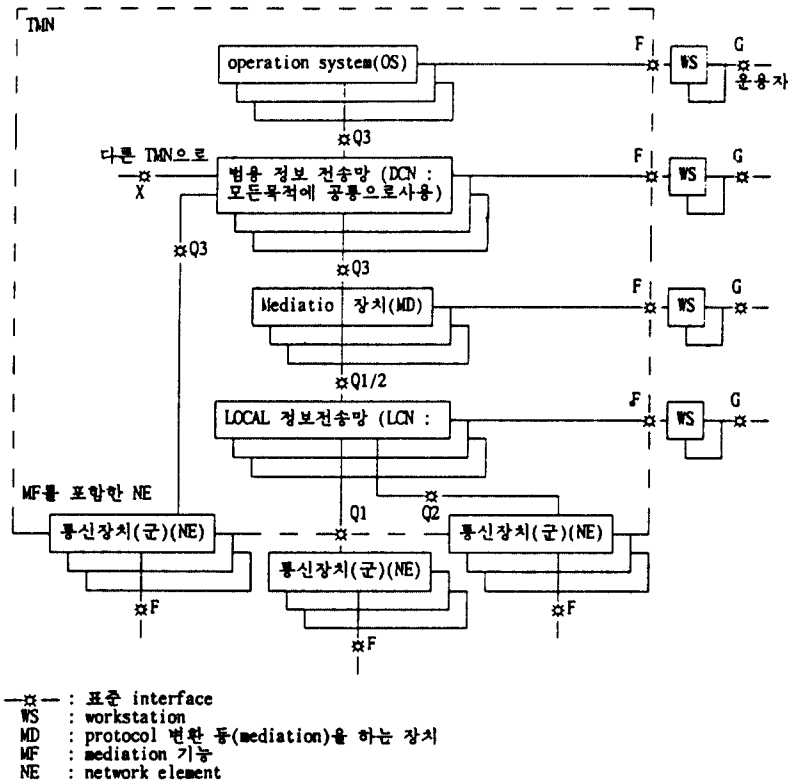 TMN
operation system(OS)
F
WS
G
운용자
Q3
다른 TMN으로
X
범용 정보 전송망 (DCN :
모든목적에 공통으로사용)
F
WS
G
Q3
Q3
Mediatio 장치(MD)
F
WS
G
Q1/2
LOCAL 정보전송망 (LCN :
F
WS
G
MF를 포함한 NE
Q1
Q2
통신장치(군)(NE)
통신장치(군)(NE)
통신장치(군)(NE)
F
F
F
: 표준 interface
WS : workstation
MD : protocol 변환 등(mediation)을 하는 장치
MF : mediation 기능
NE : network element